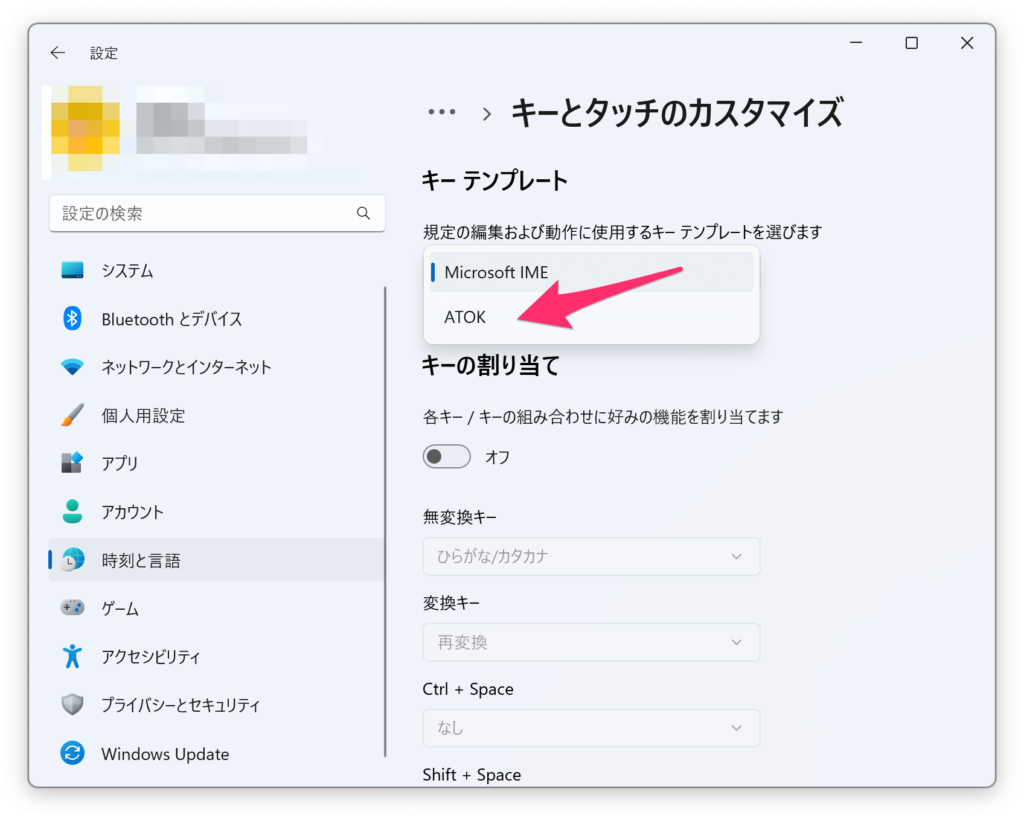 設定
設定の検索
システム
Bluetooth とデバイス
ネットワークとインターネット
個人用設定
アプリ
アカウント
時刻と言語
ゲーム
アクセシビリティ
プライバシーとセキュリティ
Windows Update
… › キーとタッチのカスタマイズ
キー テンプレート
規定の編集および動作に使用するキー テンプレートを選びます
Microsoft IME
ATOK
キーの割り当て
各キー / キーの組み合わせに好みの機能を割り当てます
オフ
無変換キー
ひらがな/カタカナ
変換キー
再変換
Ctrl + Space
なし
Shift + Space